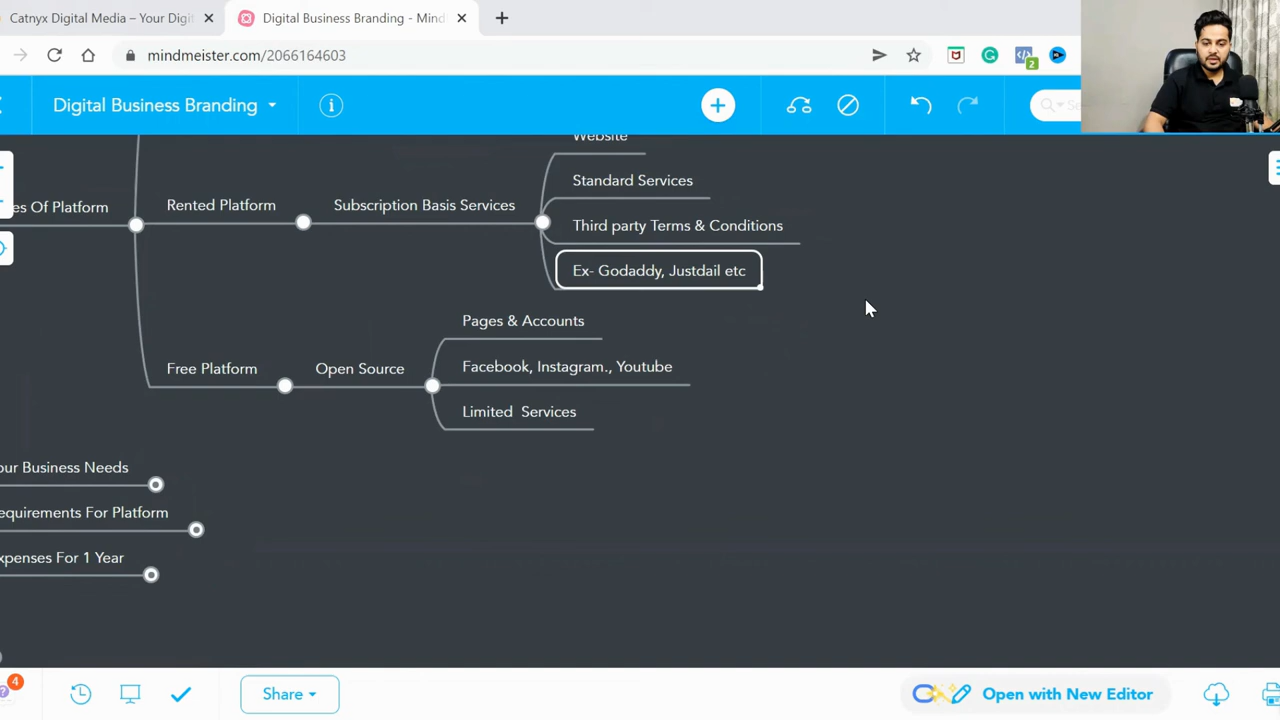 Catnyx Digital Media – Your Digit
Digital Business Branding - Mind
mindmeister.com/2066164603
2
Digital Business Branding
Website
Standard Services
es Of Platform
Rented Platform
Subscription Basis Services
Third party Terms & Conditions
Ex- Godaddy, Justdail etc
Pages & Accounts
Free Platform
Open Source
Facebook, Instagram., Youtube
Limited  Services
our Business Needs
equirements For Platform
xpenses For 1 Year
4
Share
Open with New Editor